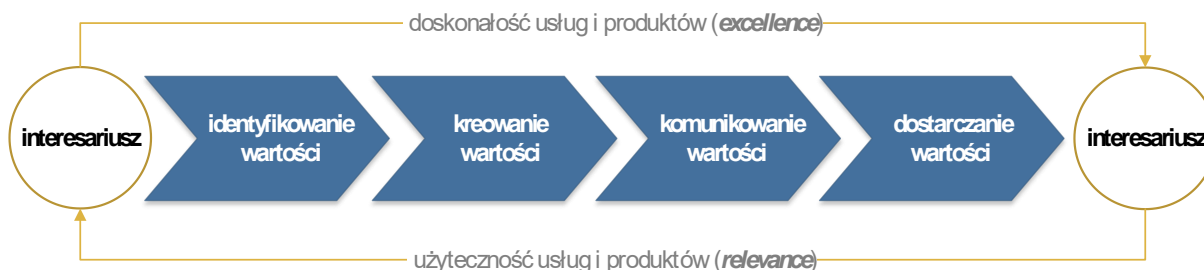 doskonałość usług i produktów (excellence)
interesariusz
identyfikowanie
wartości
kreowanie
wartości
komunikowanie
wartości
dostarczanie
wartości
interesariusz
użyteczność usług i produktów (relevance)